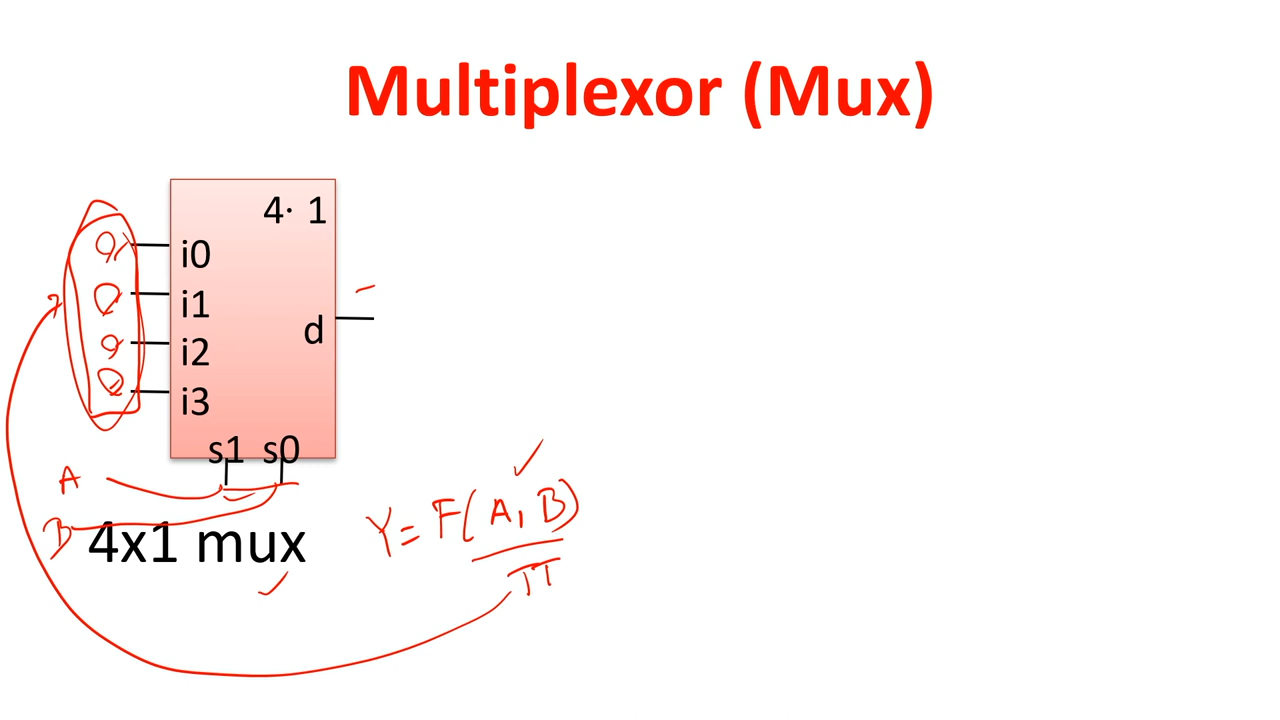 Multiplexor (Mux)
4· 1
i0
i1
i2
i3
d
s1 s0
A
B
4x1 mux
Y = F(A, B)
TT